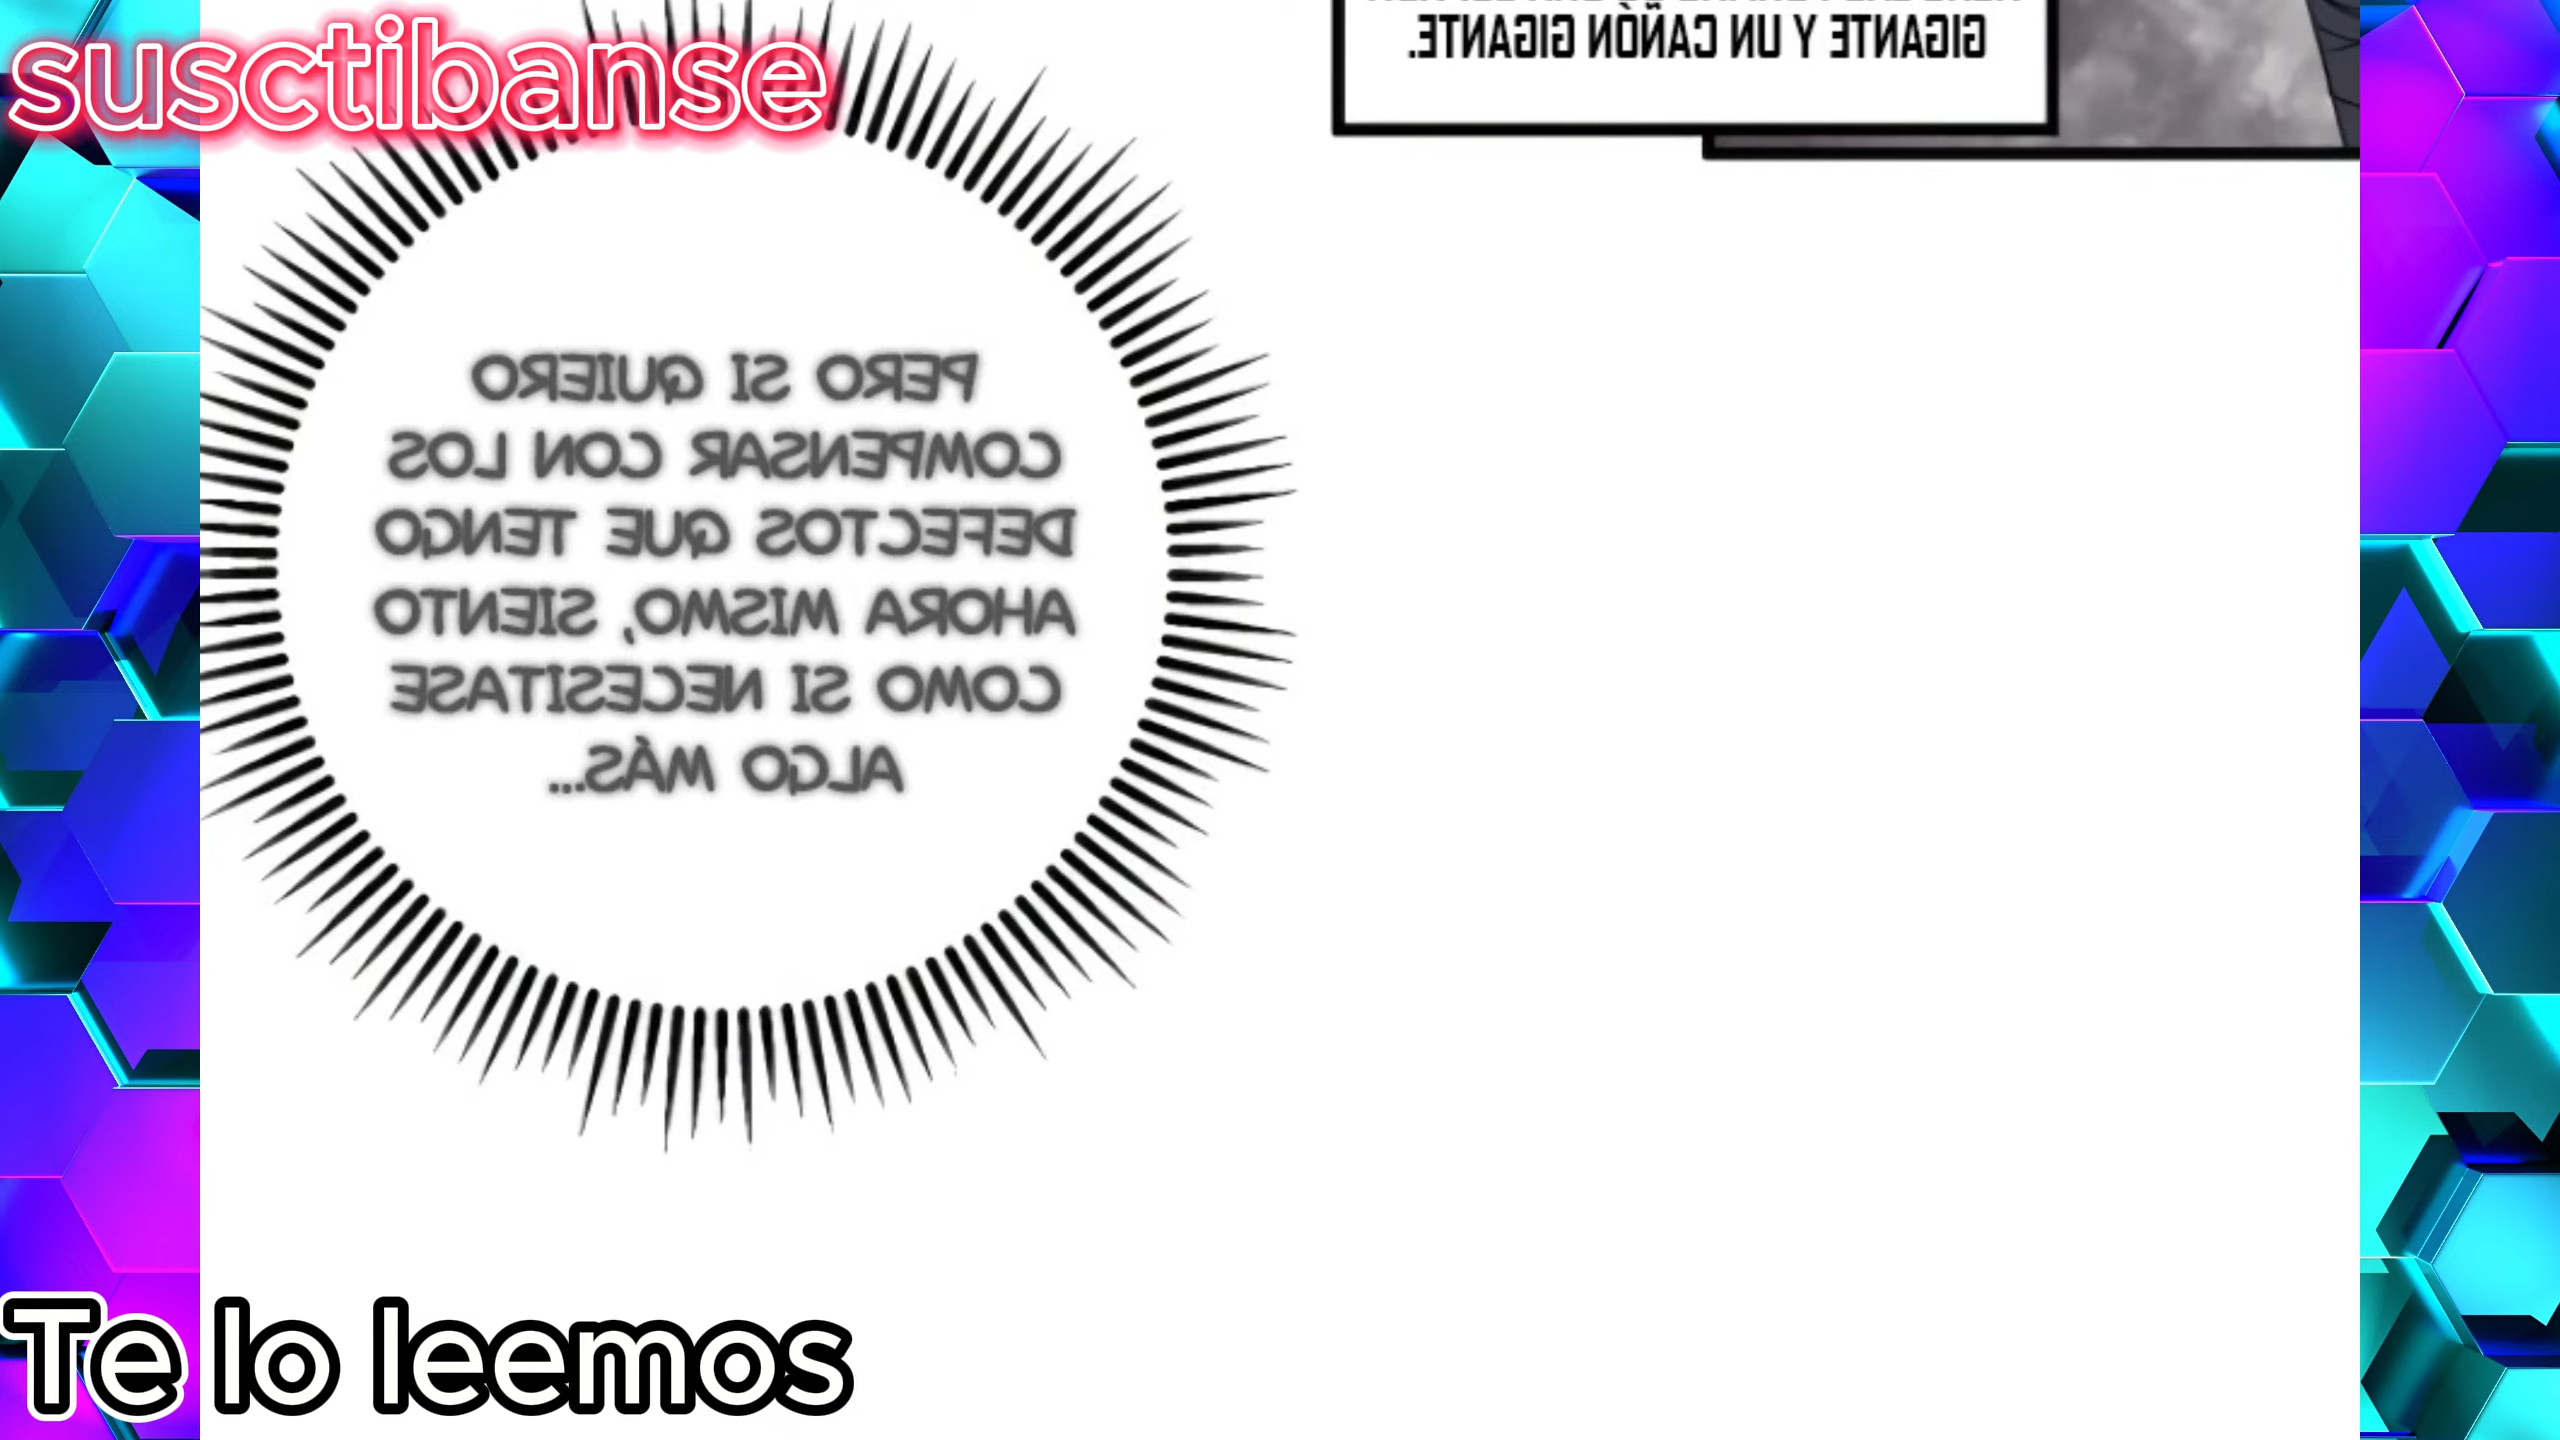 susctibanse
GIGANTE Y UN CAÑÓN GIGANTE.
PERO SI QUIERO
COMPENSAR CON LOS
DEFECTOS QUE TENGO
AHORA MISMO, SIENTO
COMO SI NECESITASE
ALGO MÁS...
Te lo leemos